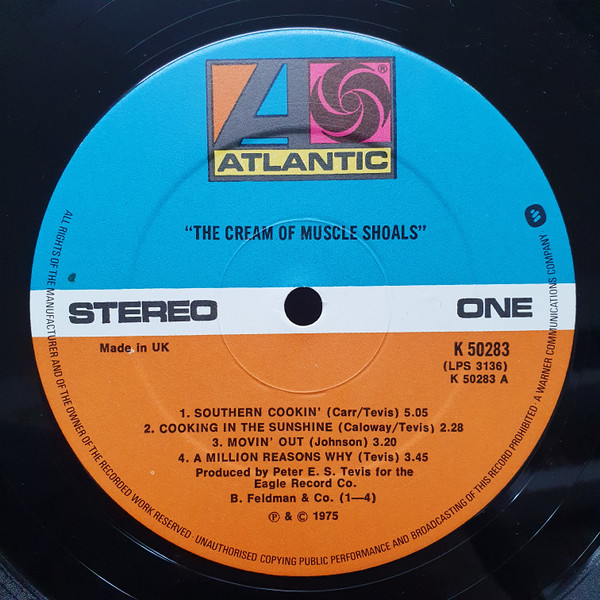 ATLANTIC
®
"THE CREAM OF MUSCLE SHOALS"
STEREO
ONE
Made in UK
K 50283
(LPS 3136)
K 50283 A
1. SOUTHERN COOKIN' (Carr/Tevis) 5.05
2. COOKING IN THE SUNSHINE (Caloway/Tevis) 2.28
3. MOVIN' OUT (Johnson) 3.20
4. A MILLION REASONS WHY (Tevis) 3.45
Produced by Peter E. S. Tevis for the
Eagle Record Co.
B. Feldman & Co. (1—4)
℗ & © 1975
ALL RIGHTS OF THE MANUFACTURER AND OF THE OWNER OF THE RECORDED WORK RESERVED · UNAUTHORISED COPYING PUBLIC PERFORMANCE AND BROADCASTING OF THIS RECORD PROHIBITED · A WARNER COMMUNICATIONS COMPANY